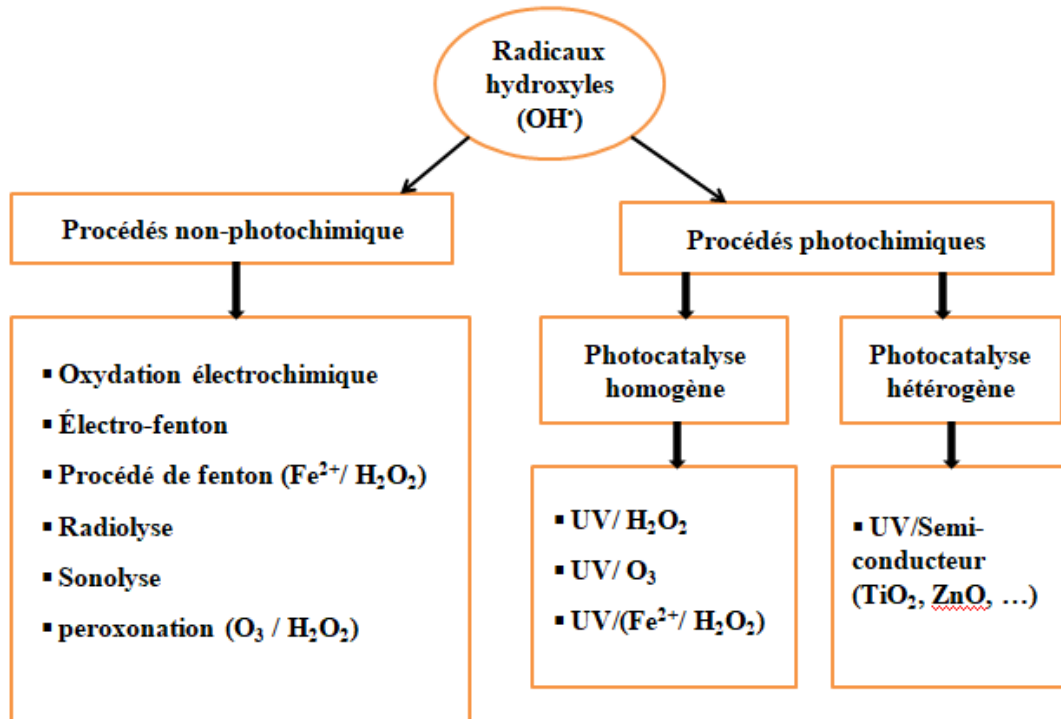 Radicaux
hydroxyles
(OH•)
Procédés non-photochimique
Procédés photochimiques
▪ Oxydation électrochimique
▪ Électro-fenton
▪ Procédé de fenton (Fe²⁺/ H₂O₂)
▪ Radiolyse
▪ Sonolyse
▪ peroxonation (O₃ / H₂O₂)
Photocatalyse
homogène
▪ UV/ H₂O₂
▪ UV/ O₃
▪ UV/(Fe²⁺/ H₂O₂)
Photocatalyse
hétérogène
▪ UV/Semi-
conducteur
(TiO₂, ZnO, …)